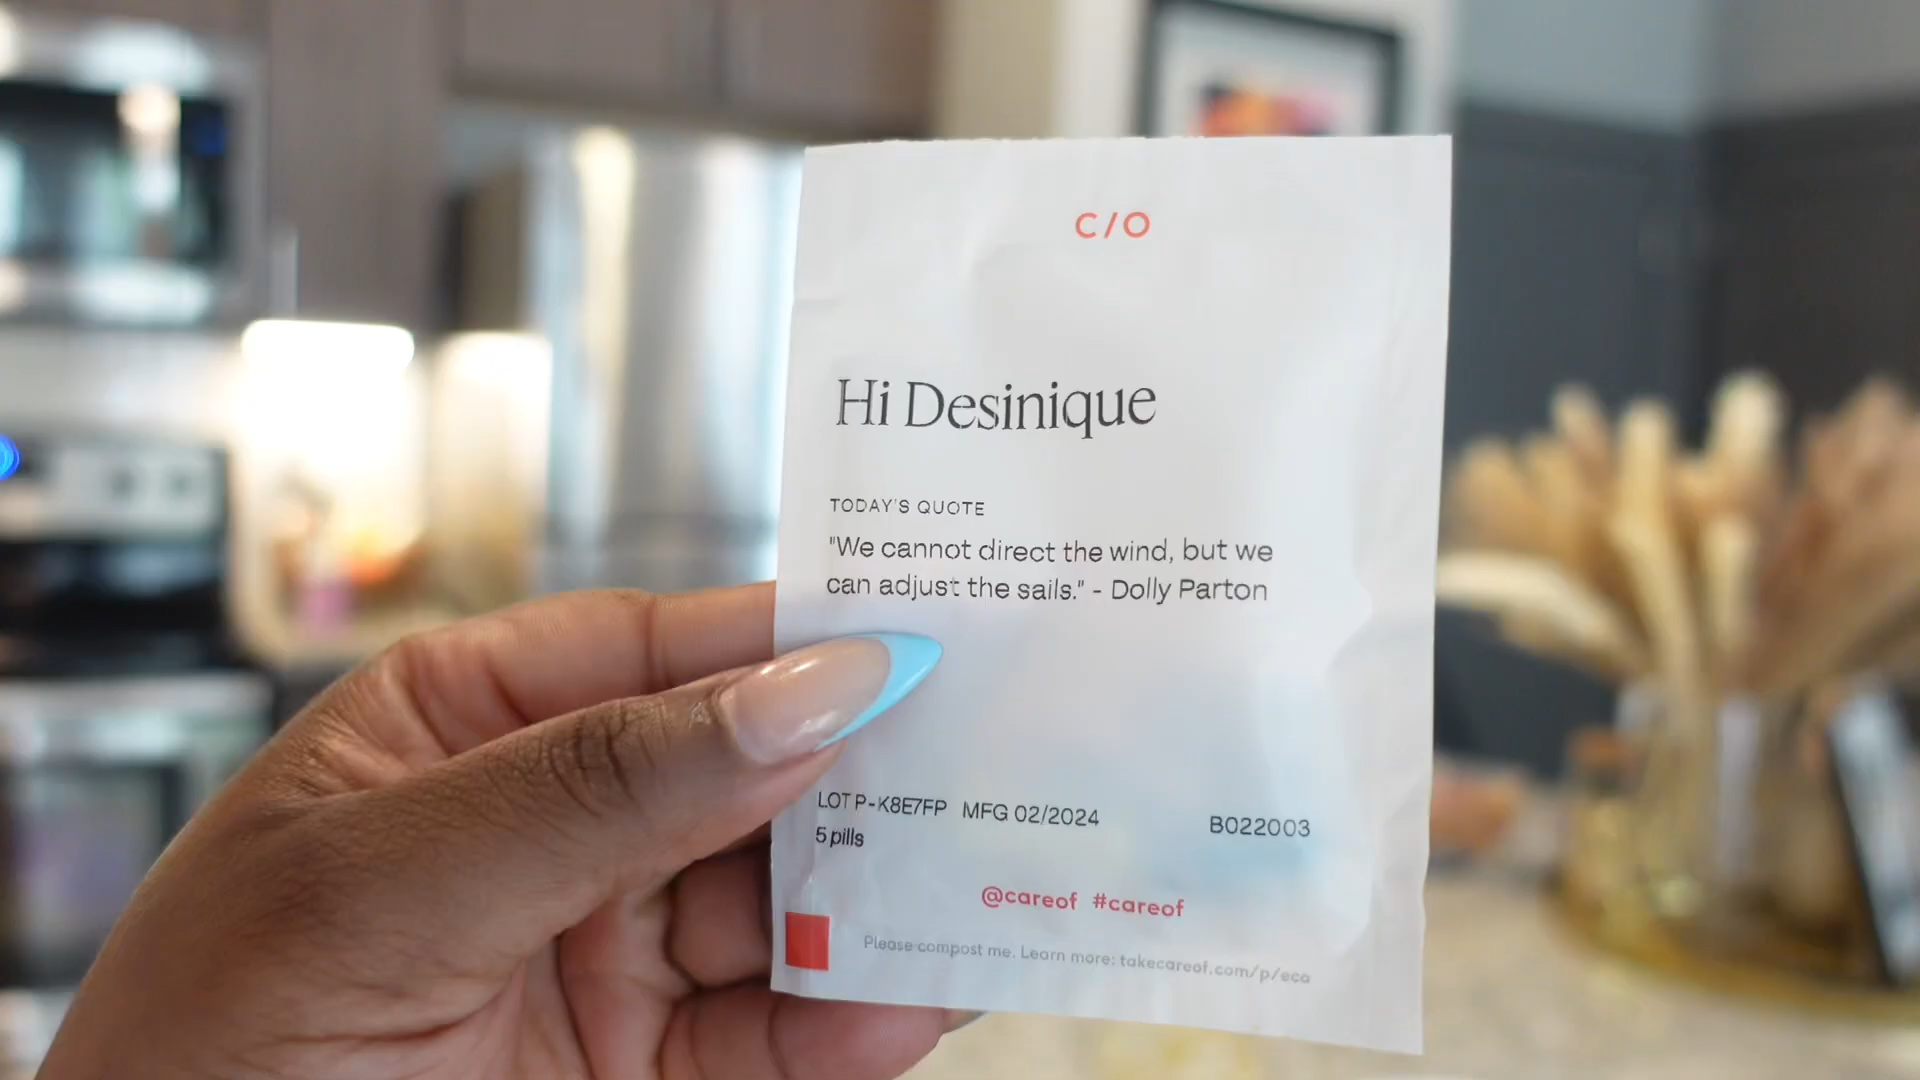 C/O
Hi Desinique
TODAY'S QUOTE
"We cannot direct the wind, but we
can adjust the sails." - Dolly Parton
LOT P-K8E7FP MFG 02/2024 B022003
5 pills
@careof #careof
Please compost me. Learn more: takecareof.com/p/eco